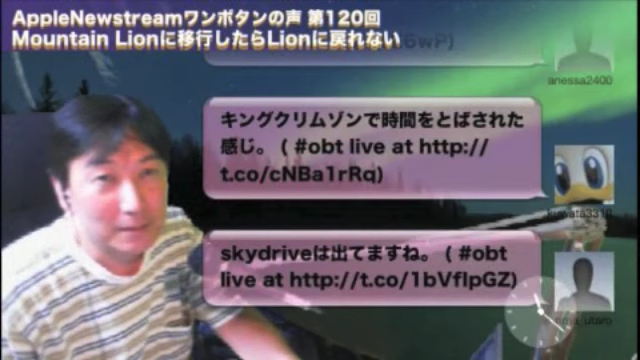 AppleNewstreamワンボタンの声 第120回
Mountain Lionに移行したらLionに戻れない
anessa2400
キングクリムゾンで時間をとばされた
感じ。 ( #obt live at http://
t.co/cNBa1rRq)
kuwata3310
skydriveは出てますね。 ( #obt
live at http://t.co/1bVfIpGZ)